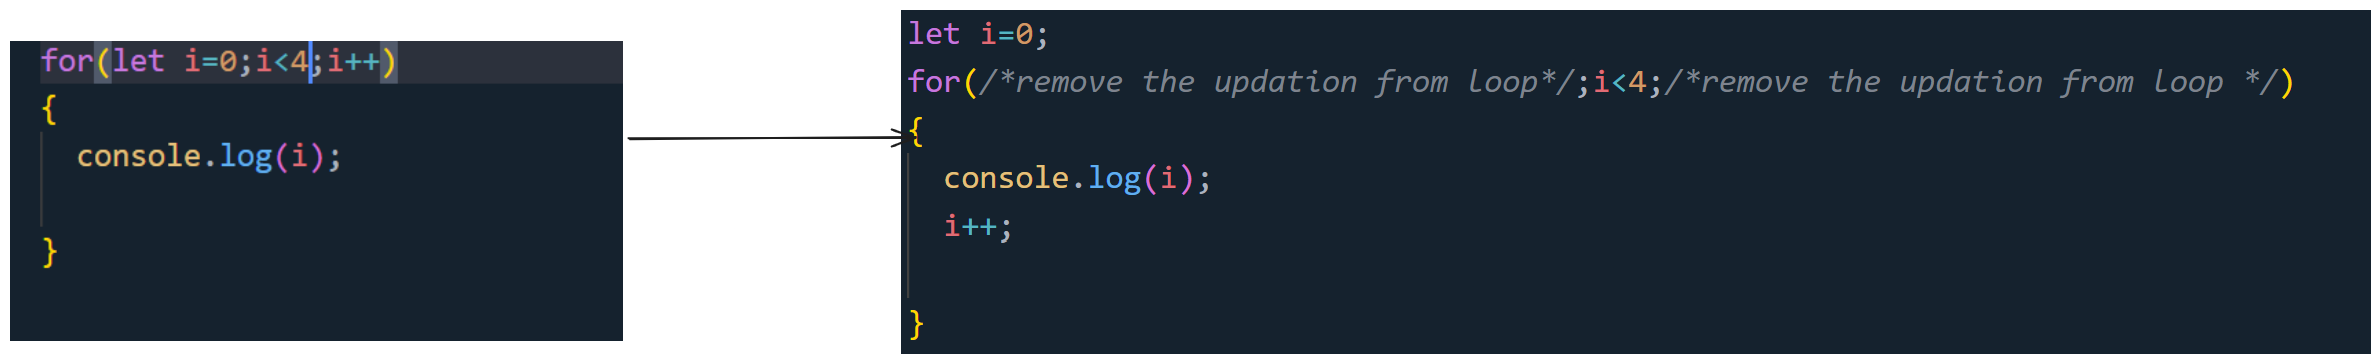 for(let i=0;i<4;i++)
{
console.log(i);
}
let i=0;
for(/*remove the updation from loop*/;i<4;/*remove the updation from loop */)
{
console.log(i);
i++;
}